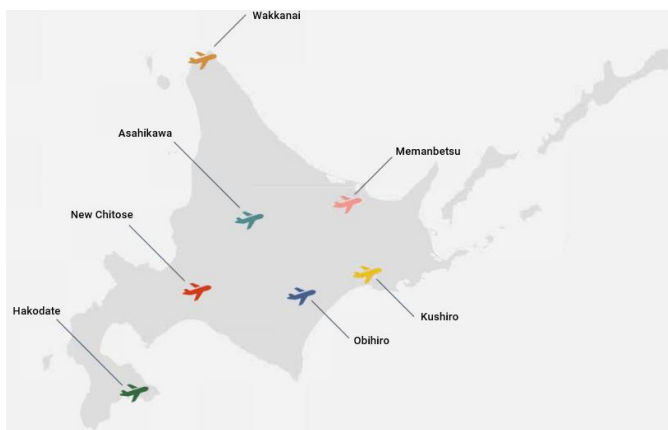 Wakkanai
Asahikawa
Memanbetsu
New Chitose
Hakodate
Kushiro
Obihiro